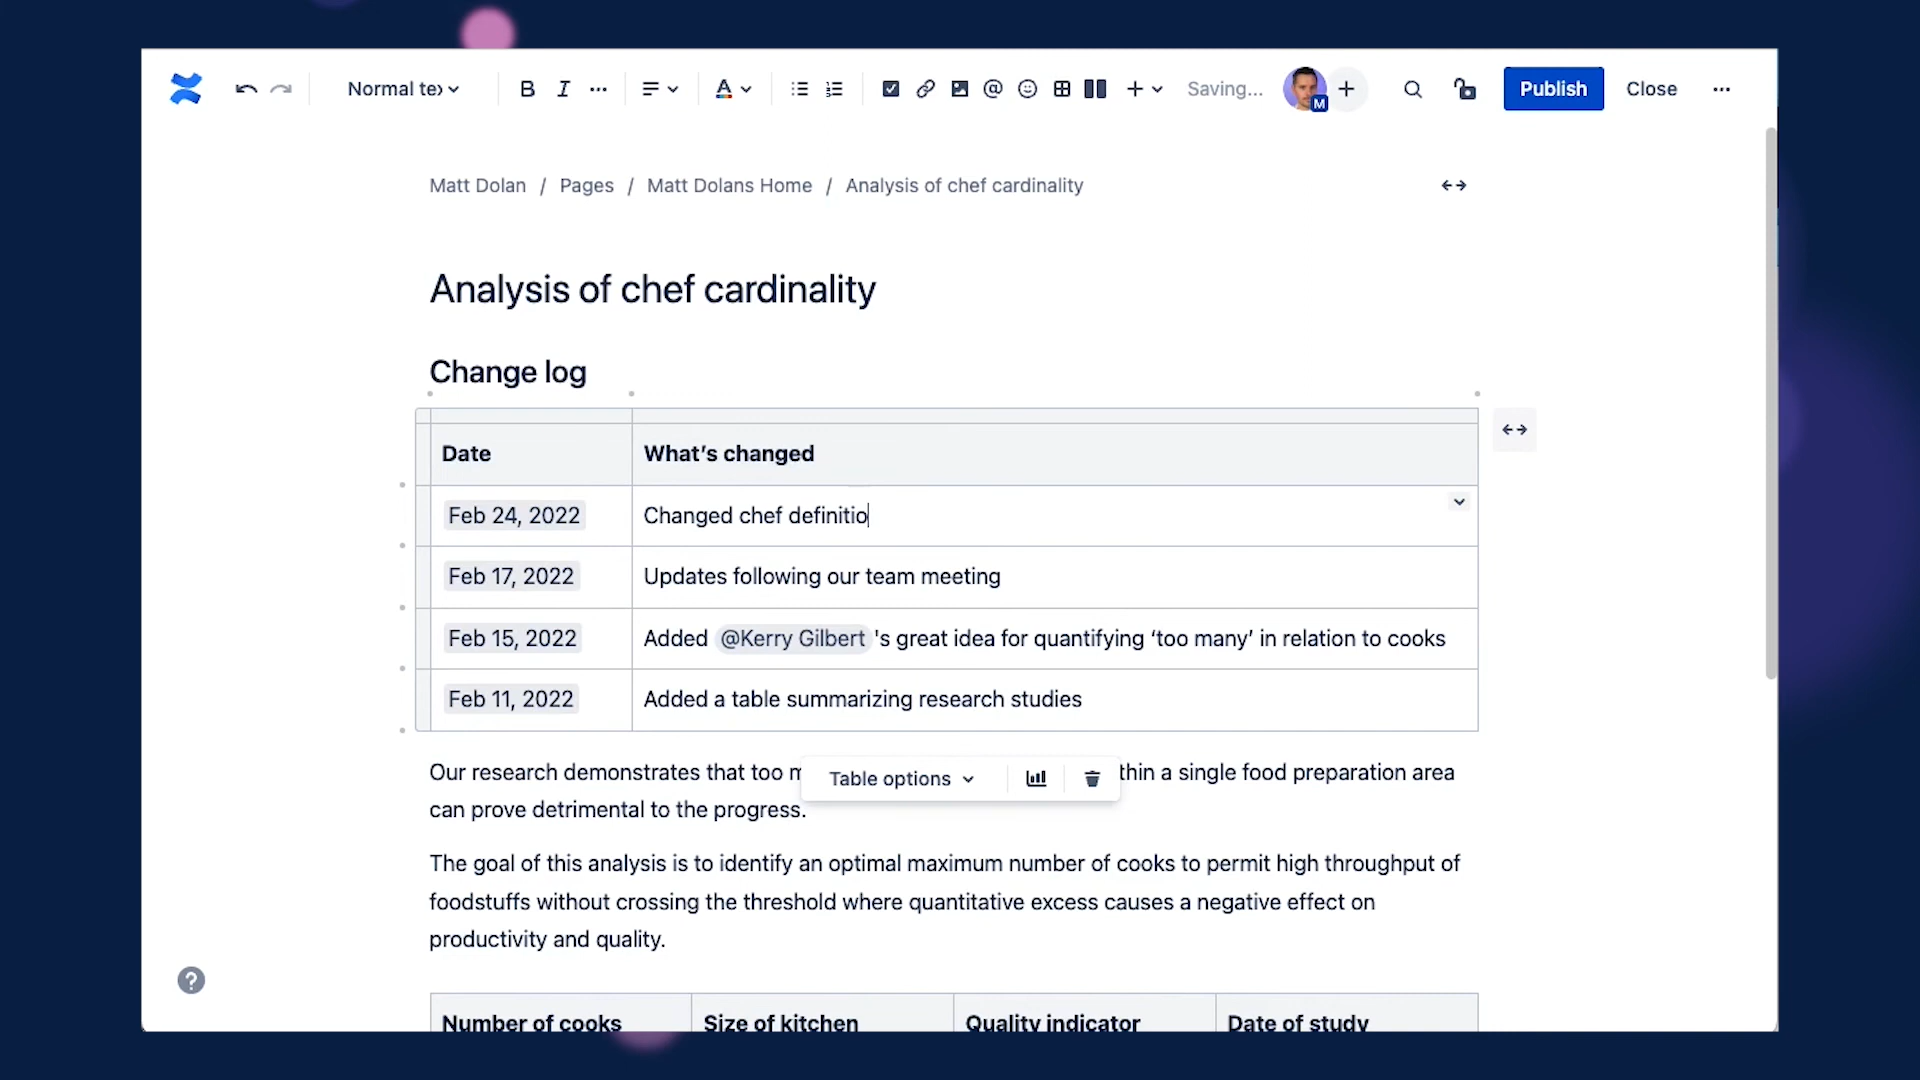 Normal tex
Saving...
M
Publish
Close
Matt Dolan / Pages / Matt Dolans Home / Analysis of chef cardinality
Analysis of chef cardinality
Change log
Date What’s changed
Feb 24, 2022 Changed chef definitio
Feb 17, 2022 Updates following our team meeting
Feb 15, 2022 Added @Kerry Gilbert 's great idea for quantifying ‘too many’ in relation to cooks
Feb 11, 2022 Added a table summarizing research studies
Our research demonstrates that too m thin a single food preparation area
Table options
can prove detrimental to the progress.
The goal of this analysis is to identify an optimal maximum number of cooks to permit high throughput of
foodstuffs without crossing the threshold where quantitative excess causes a negative effect on
productivity and quality.
Number of cooks Size of kitchen Quality indicator Date of study